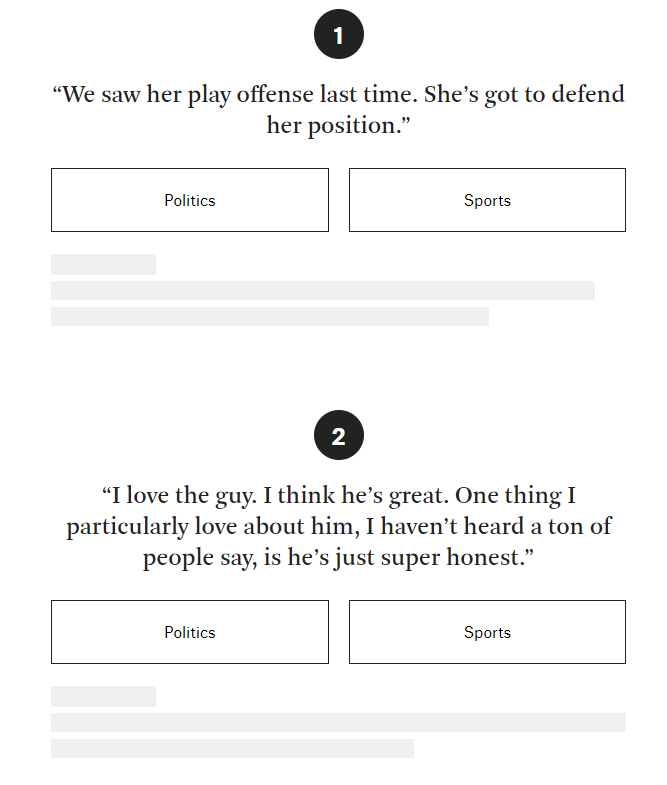 1
“We saw her play offense last time. She’s got to defend
her position.”
Politics
Sports
2
“I love the guy. I think he’s great. One thing I
particularly love about him, I haven’t heard a ton of
people say, is he’s just super honest.”
Politics
Sports